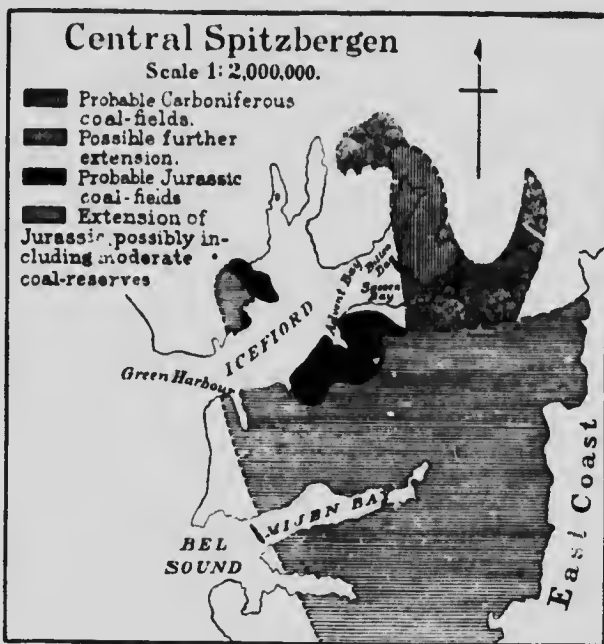 Central Spitzbergen
Scale 1:2,000,000.
Probable Carboniferous
coal-fields.
Possible further
extension.
Probable Jurassic
coal-fields
Extension of
Jurassic, possibly in-
cluding moderate
coal-reserves
Advent Bay
Sassen
Bay
ICEFIORD
Green Harbour
MIJEN BA
BEL
SOUND
East Coast